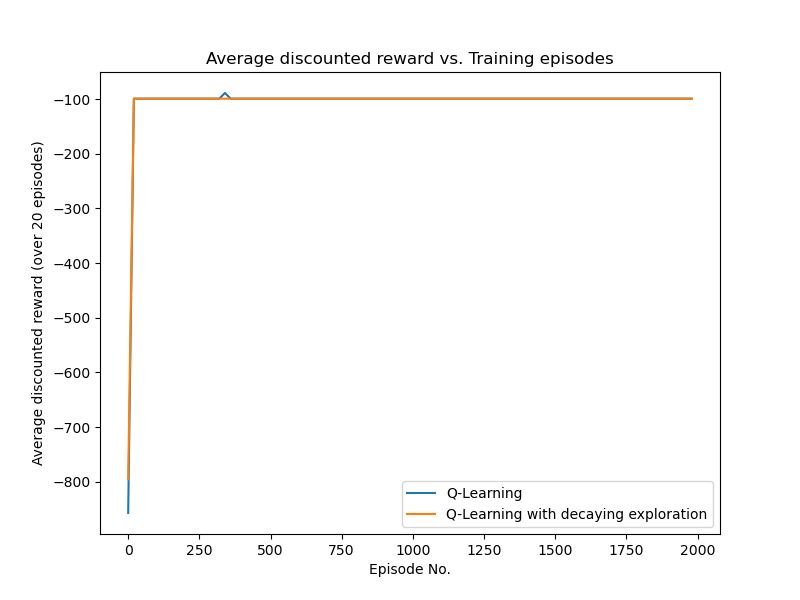 Average discounted reward vs. Training episodes
Average discounted reward (over 20 episodes)
−100
−200
−300
−400
−500
−600
−700
−800
Q-Learning
Q-Learning with decaying exploration
0 250 500 750 1000 1250 1500 1750 2000
Episode No.